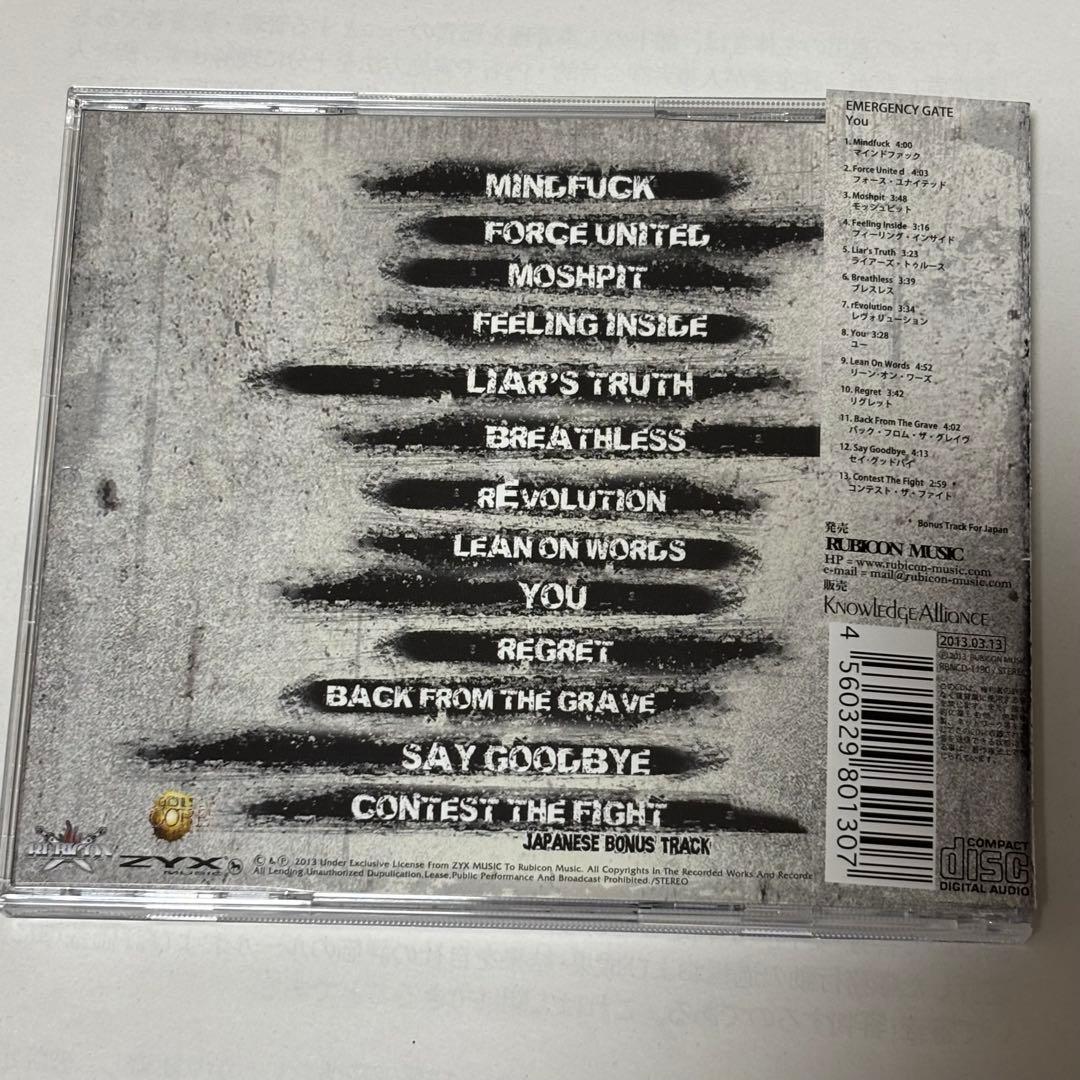 MINDFUCK
FORCE UNITED
MOSHPIT
FEELING INSIDE
LIAR'S TRUTH
BREATHLESS
rEVOLUTION
LEAN ON WORDS
YOU
REGRET
BACK FROM THE GRAVE
SAY GOODBYE
CONTEST THE FIGHT
JAPANESE BONUS TRACK
ZYX
MUSIC
© & ℗ 2013 Under Exclusive License From ZYX MUSIC To Rubicon Music. All Copyrights In The Recorded Works And Recorde
All Lending.Unauthorized Dupulication.Lease,Public Performance And Broadcast Prohibited./STEREO
EMERGENCY GATE
You
1. Mindfuck 4:00
マインドファック
2. Force Unite d 4:03
フォース・ユナイテッド
3. Moshpit 3:48
モッシュピット
4. Feeling Inside 3:16
フィーリング・インサイド
5. Liar's Truth 3:23
ライアーズ・トゥルース
6. Breathless 3:39
ブレスレス
7. rEvolution 3:34
レヴォリューション
8. You 3:28
ユー
9. Lean On Words 4:52
リーン・オン・ワーズ
10. Regret 3:42
リグレット
11. Back From The Grave 4:02
バック・フロム・ザ・グレイヴ
12. Say Goodbye 4:13
セイ・グッドバイ
13. Contest The Fight 2:59 *
コンテスト・ザ・ファイト
* Bonus Track For Japan
発売
RUBICON MUSIC
HP = www.rubicon-music.com
e-mail = mail@rubicon-music.com
販売
KNOWLEDGE ALLIANCE
2013.03.13
℗2013 RUBICON MUSIC
RBNCD-1130 / STEREO
4 560329 801307
COMPACT
disc
DIGITAL AUDIO